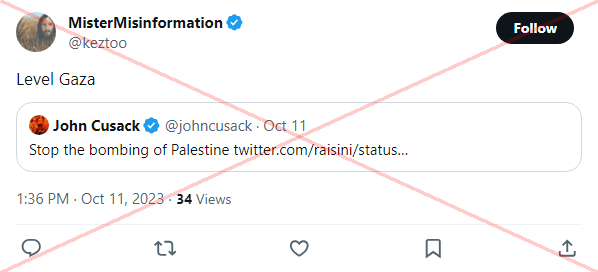 MisterMisinformation
Follow
@keztoo
Level Gaza
John Cusack @johncusack · Oct 11
Stop the bombing of Palestine twitter.com/raisini/status...
1:36 PM · Oct 11, 2023 · 34 Views